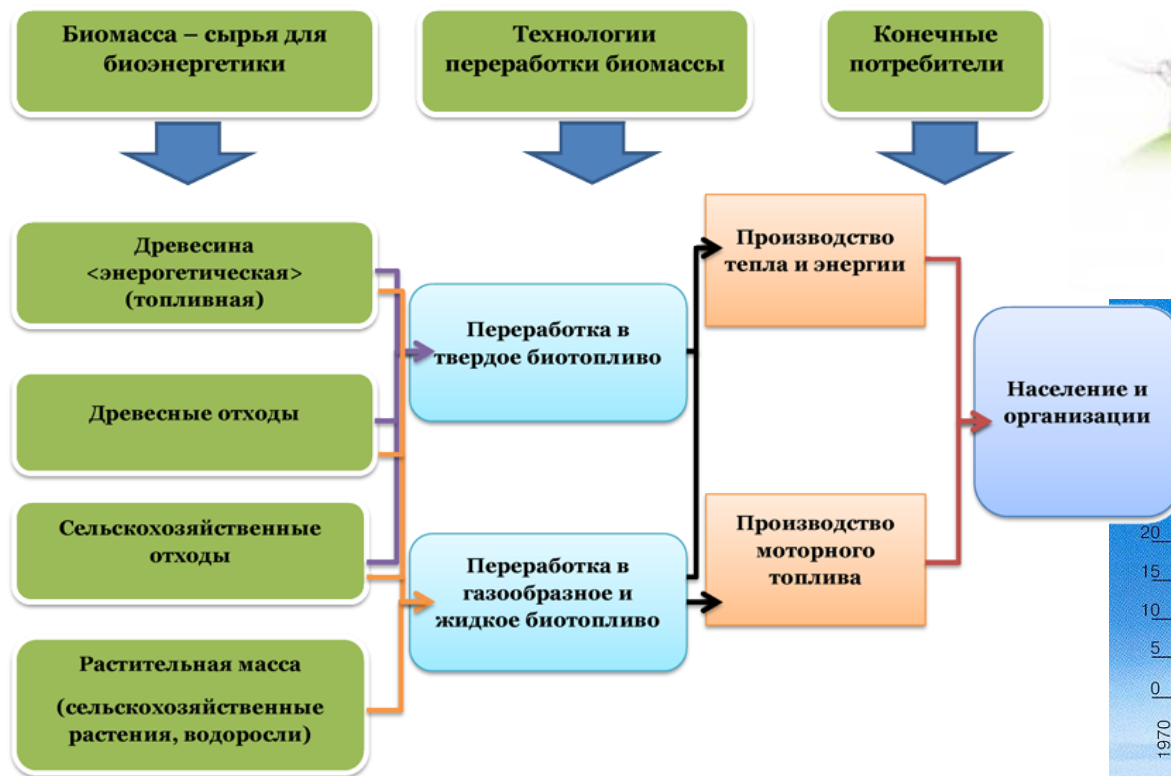 Биомасса – сырья для
биоэнергетики
Технологии
переработки биомассы
Конечные
потребители
Древесина
<энергетическая>
(топливная)
Древесные отходы
Сельскохозяйственные
отходы
Растительная масса
(сельскохозяйственные
растения, водоросли)
Переработка в
твердое биотопливо
Переработка в
газообразное и
жидкое биотопливо
Производство
тепла и энергии
Производство
моторного
топлива
Население и
организации
20
15
10
5
0
1970